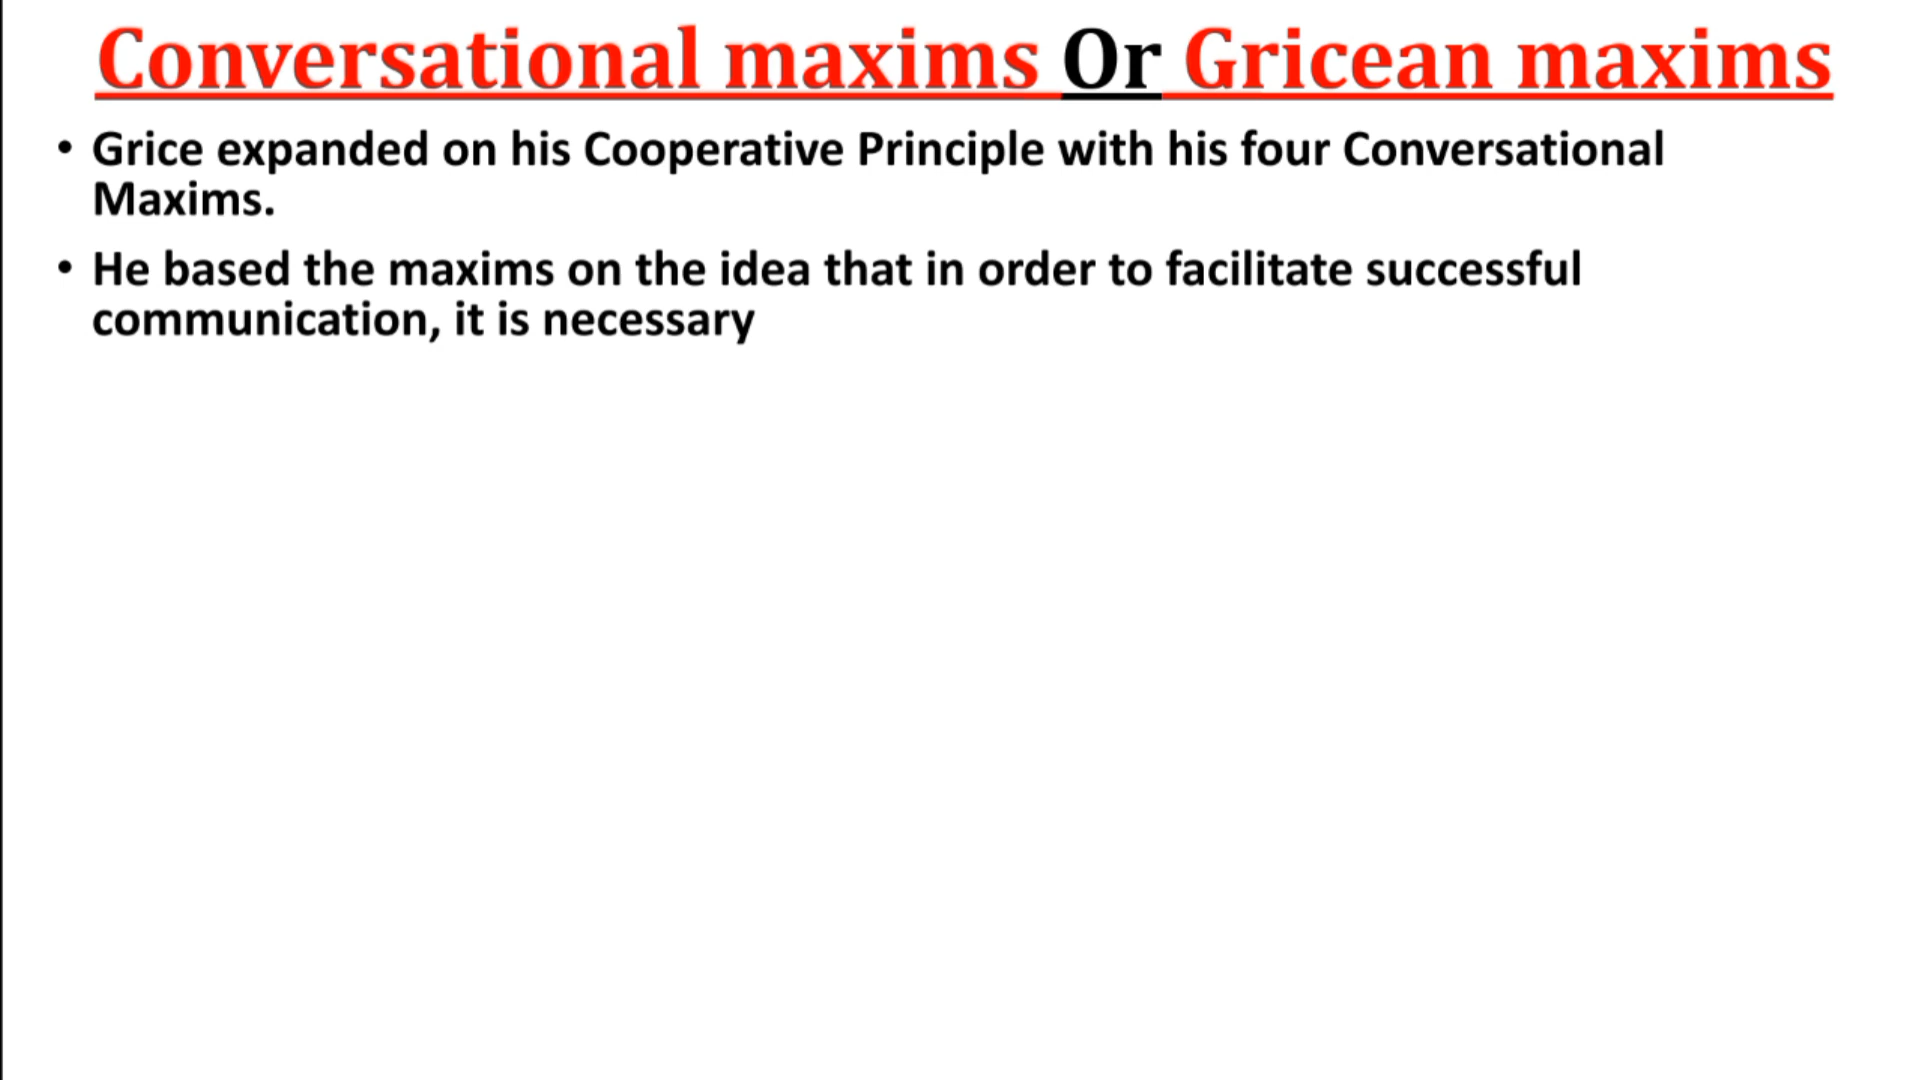 Conversational maxims Or Gricean maxims
• Grice expanded on his Cooperative Principle with his four Conversational
Maxims.
• He based the maxims on the idea that in order to facilitate successful
communication, it is necessary